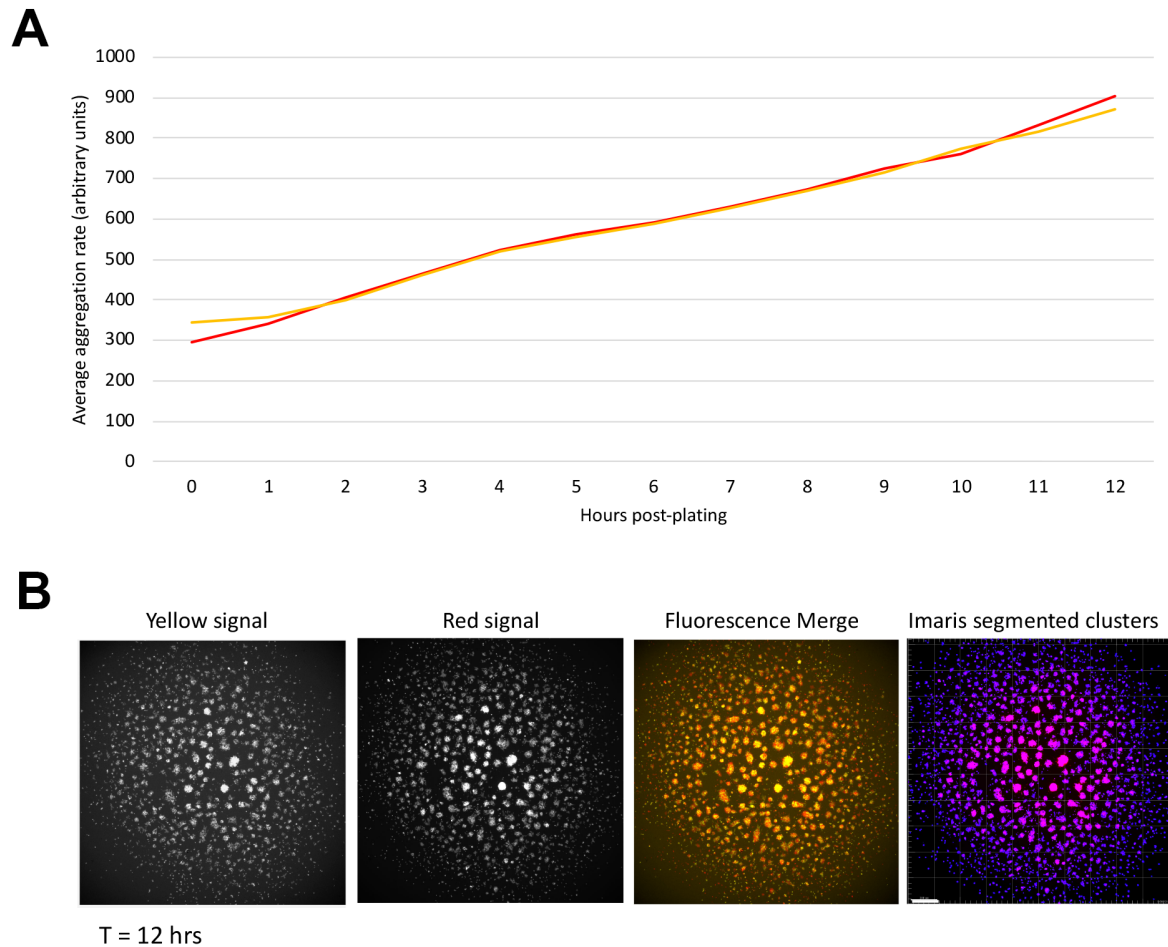 A
Average aggregation rate (arbitrary units)
1000
900
800
700
600
500
400
300
200
100
0
0 1 2 3 4 5 6 7 8 9 10 11 12
Hours post-plating
B
Yellow signal Red signal Fluorescence Merge Imaris segmented clusters
T = 12 hrs